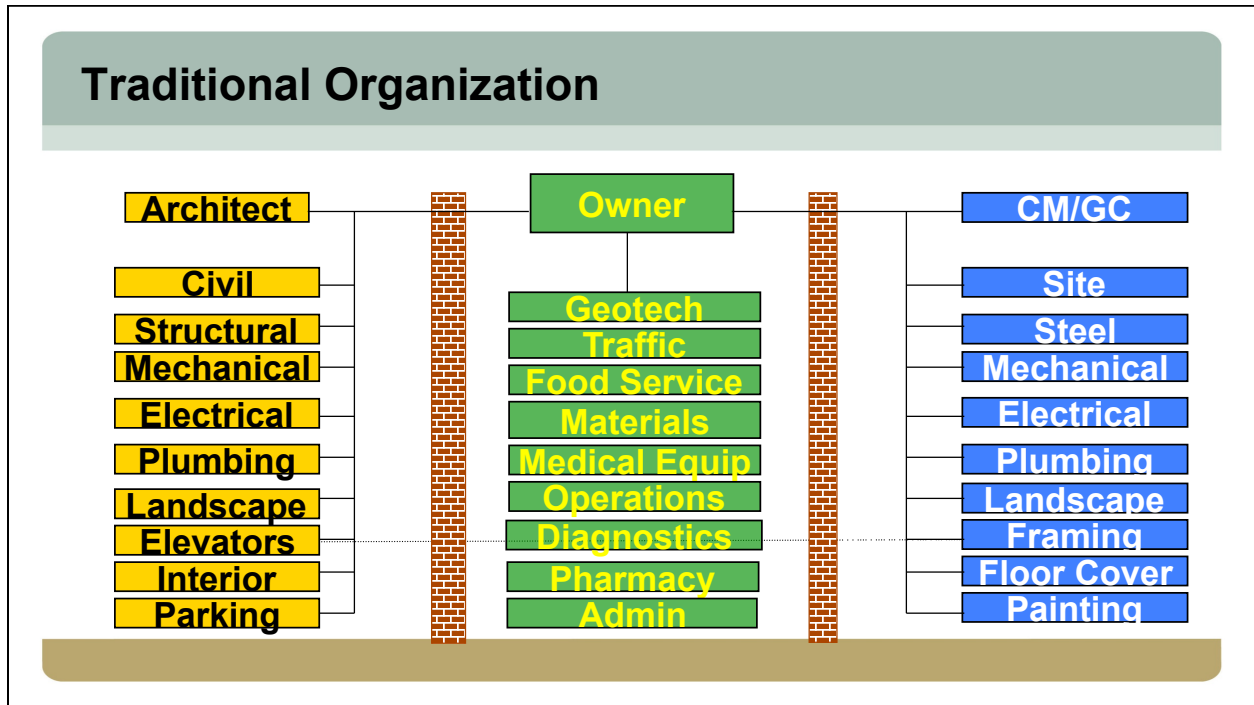 Traditional Organization
Architect
Civil
Structural
Mechanical
Electrical
Plumbing
Landscape
Elevators
Interior
Parking
Owner
Geotech
Traffic
Food Service
Materials
Medical Equip
Operations
Diagnostics
Pharmacy
Admin
CM/GC
Site
Steel
Mechanical
Electrical
Plumbing
Landscape
Framing
Floor Cover
Painting